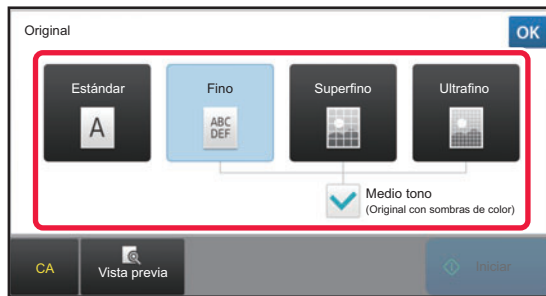 Original
OK
Estándar
Fino
Superfino
Ultrafino
A
ABC
DEF
Medio tono
(Original con sombras de color)
CA
Vista previa
Iniciar